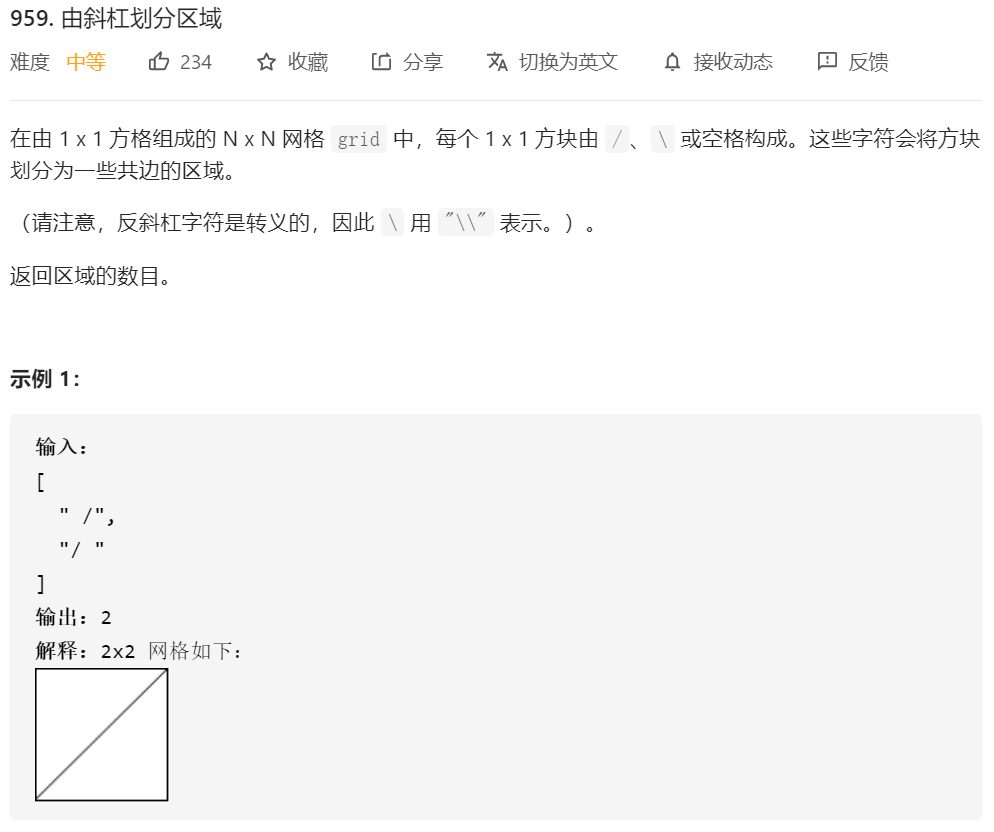 959. 由斜杠划分区域
难度 中等 234 收藏 分享 切换为英文 接收动态 反馈
在由 1 x 1 方格组成的 N x N 网格 grid 中，每个 1 x 1 方块由 /、\ 或空格构成。这些字符会将方块
划分为一些共边的区域。
（请注意，反斜杠字符是转义的，因此 \ 用 "\\" 表示。）。
返回区域的数目。
示例 1：
输入：
[
  " /",
  "/ "
]
输出：2
解释：2x2 网格如下：